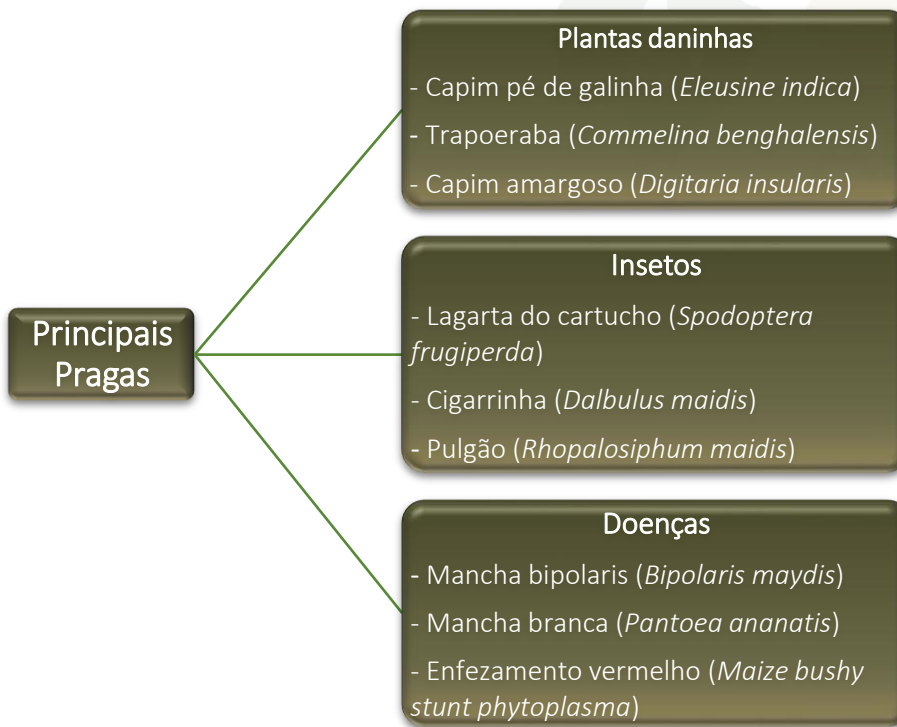 Principais
Pragas
Plantas daninhas
- Capim pé de galinha (Eleusine indica)
- Trapoeraba (Commelina benghalensis)
- Capim amargoso (Digitaria insularis)
Insetos
- Lagarta do cartucho (Spodoptera
frugiperda)
- Cigarrinha (Dalbulus maidis)
- Pulgão (Rhopalosiphum maidis)
Doenças
- Mancha bipolaris (Bipolaris maydis)
- Mancha branca (Pantoea ananatis)
- Enfezamento vermelho (Maize bushy
stunt phytoplasma)